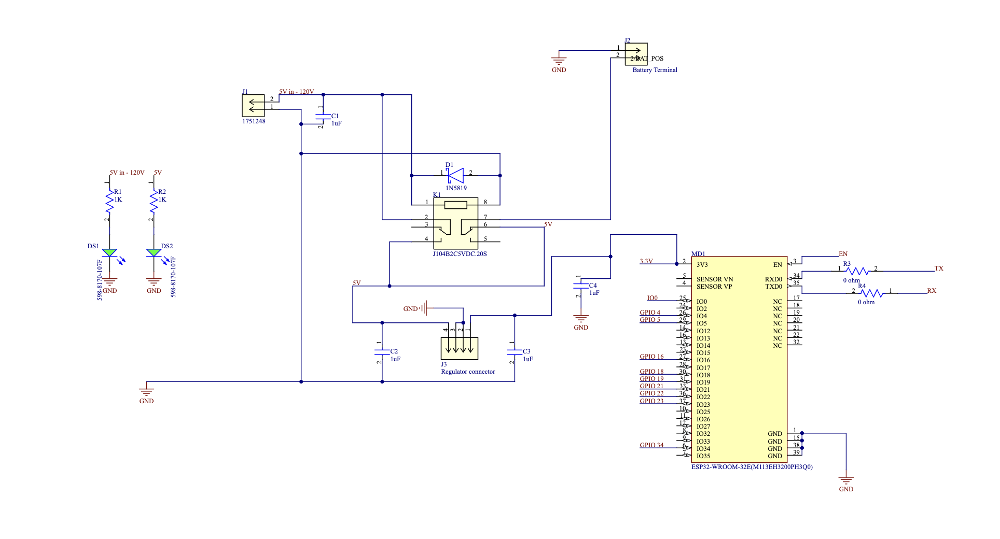 J2
1
2
2/BAT_POS
Battery Terminal
GND
J1
5V in - 120V
2
1
1751248
1
C1
1uF
2
5V in - 120V
5V
1
R1
1K
2
1
R2
1K
2
DS1
598-8170-107F
GND
DS2
598-8170-107F
GND
D1
1
2
1N5819
K1
1
8
2
7
3
6
5V
4
5
J104B2C5VDC.20S
5V
GND
4
3
2
1
J3
Regulator connector
1
C2
1uF
2
1
C3
1uF
2
GND
1
C4
1uF
2
GND
MD1
3.3V
2
3V3
5
SENSOR VN
4
SENSOR VP
IO0
25
IO0
24
IO2
GPIO 4
26
IO4
GPIO 5
29
IO5
14
IO12
16
IO13
13
IO14
23
IO15
GPIO 16
27
IO16
28
IO17
GPIO 18
30
IO18
GPIO 19
31
IO19
GPIO 21
33
IO21
GPIO 22
36
IO22
GPIO 23
37
IO23
10
IO25
11
IO26
12
IO27
8
IO32
9
IO33
GPIO 34
6
IO34
7
IO35
EN
3
EN
RXD0
34
1
R3
2
TX
0 ohm
TXD0
35
2
R4
1
RX
0 ohm
NC
17
NC
18
NC
19
NC
20
NC
21
NC
22
NC
32
GND
1
GND
15
GND
38
GND
39
GND
ESP32-WROOM-32E(M113EH3200PH3Q0)